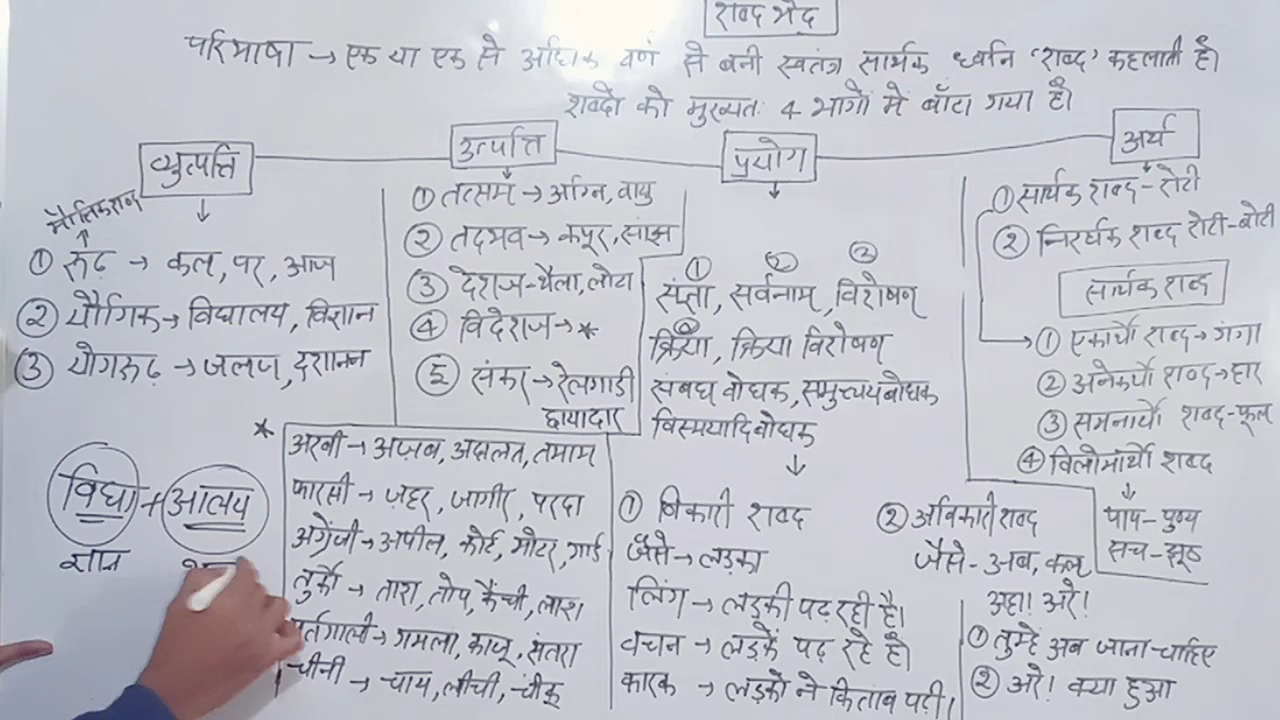 शब्द भेद
परिभाषा → एक या एक से अधिक वर्ण से बनी स्वतंत्र सार्थक ध्वनि 'शब्द' कहलाती है।
शब्दों को मुख्यतः 4 भागों में बाँटा गया है।
व्युत्पत्ति
मौलिक शब्द
① रूढ़ → कल, पर, आज
② यौगिक → विद्यालय, विज्ञान
③ योगरूढ़ → जलज, दशानन
विधा + आलय
ज्ञान
उत्पत्ति
① तत्सम → अग्नि, वायु
② तदभव → कपूर, सांझ
③ देशज - थैला, लोटा
④ विदेशज → *
⑤ संकर → रेलगाडी
छायादार
* अरबी → अज़ब, अदालत, तमाम
फारसी → ज़हर, जागीर, परदा
अंग्रेजी → अपील, कोर्ट, मोटर, गार्ड
तुर्की → ताश, तोप, कैंची, लाश
पुर्तगाली → गमला, काजू, संतरा
चीनी → चाय, लीची, चीकू
प्रयोग
① ② ③
संज्ञा, सर्वनाम, विशेषण
④
क्रिया, क्रिया विशेषण
संबंध बोधक, समुच्चयबोधक
विस्मयादिबोधक
① विकारी शब्द
जैसे → लड़का
लिंग → लड़की पढ़ रही है।
वचन → लड़कें पढ़ रहे है।
कारक → लड़को ने किताब पढ़ी।
② अविकारी शब्द
जैसे - अब, कल,
अहा! अरे!
① तुम्हे अब जाना चाहिए
② अरे! क्या हुआ
अर्थ
① सार्थक शब्द - रोटी
② निरर्थक शब्द रोटी-वोटी
सार्थक शब्द
① एकार्थी शब्द → गंगा
② अनेकार्थी शब्द → हार
③ समनार्थी शब्द - फूल
④ विलोमार्थी शब्द
पाप - पुण्य
सच - झूठ